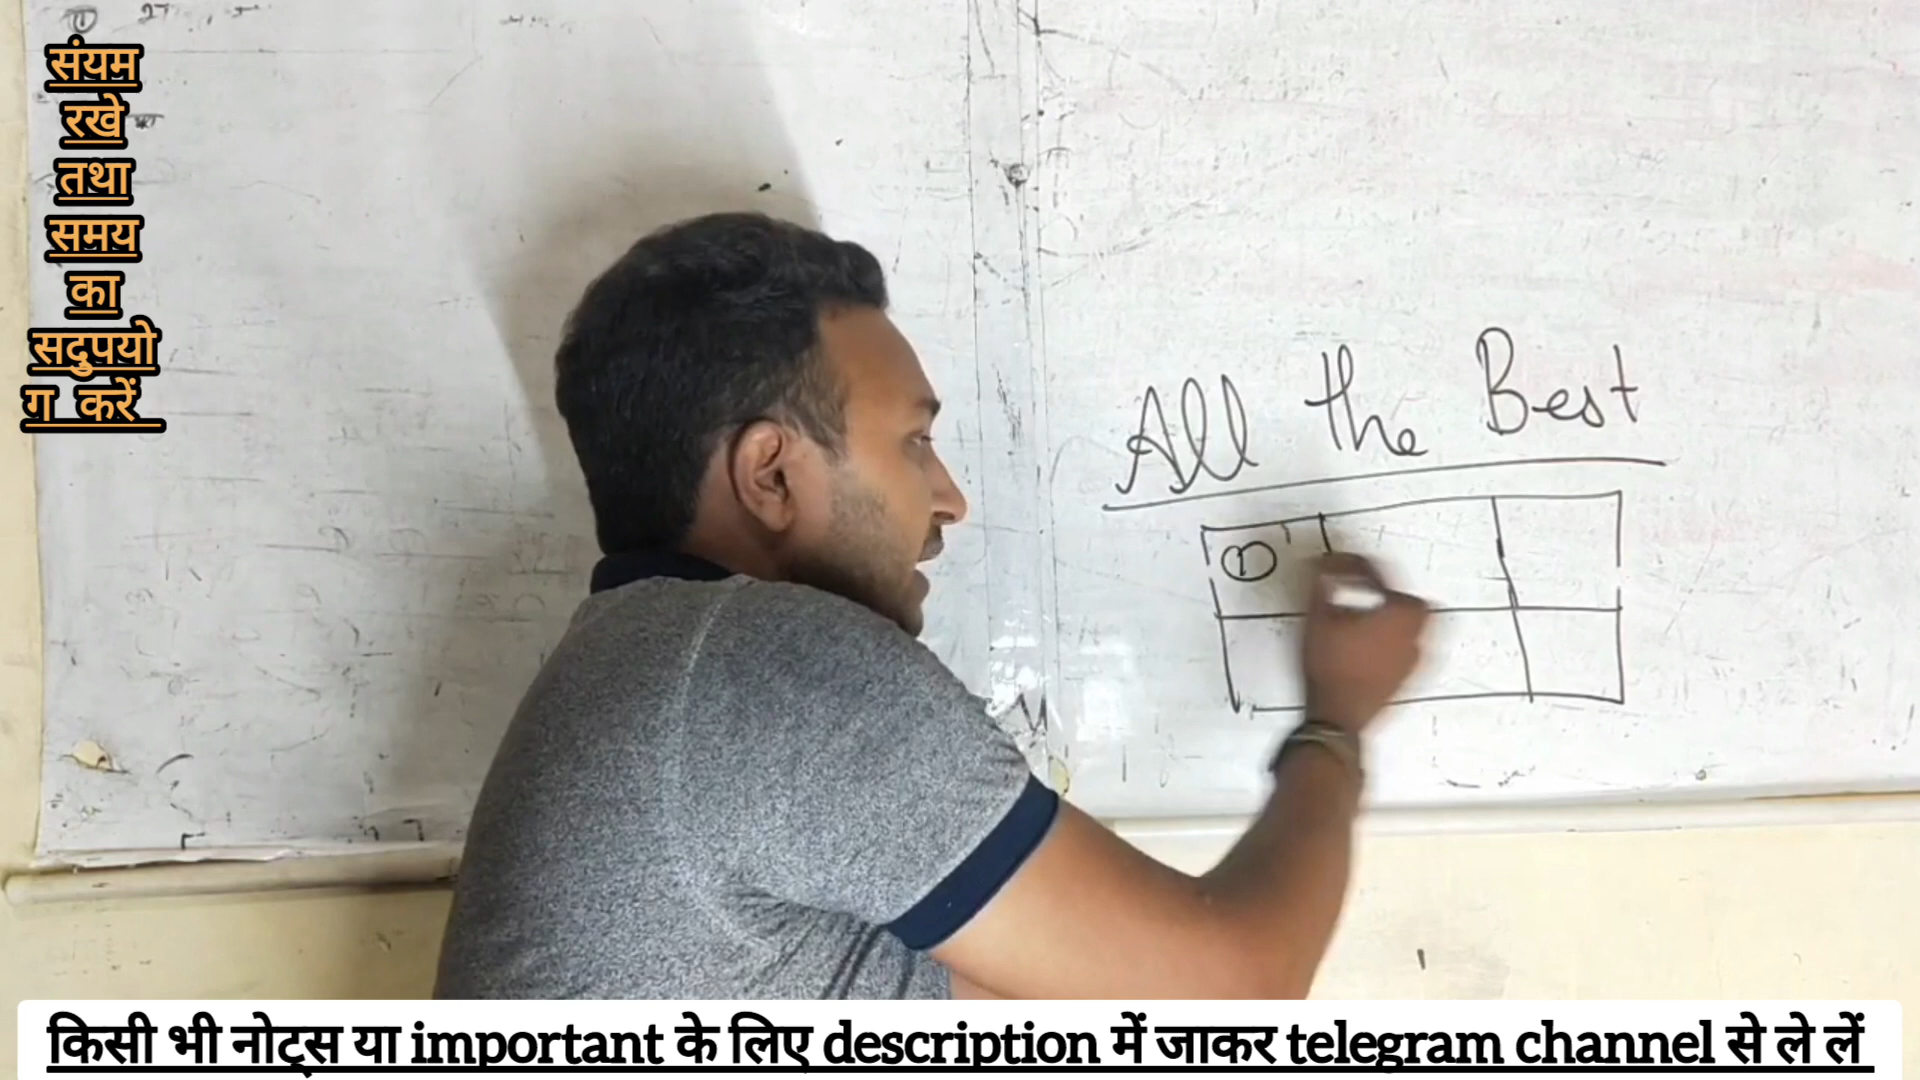 संयम
रखे
तथा
समय
का
सदुपयो
ग करें
All the Best
①
किसी भी नोट्स या important के लिए description में जाकर telegram channel से ले लें